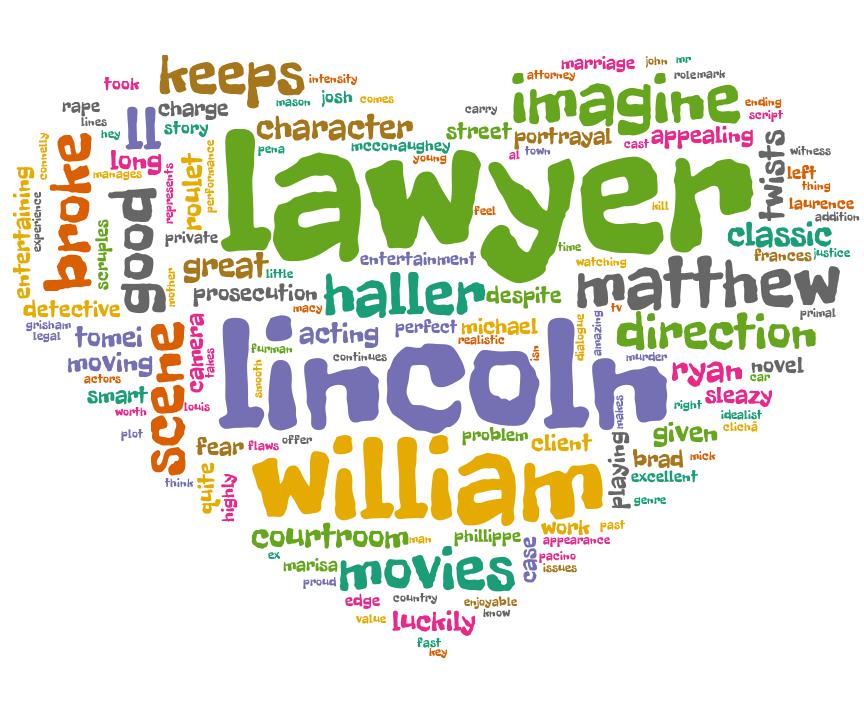 marriage john mr
keeps intensity attorney rolemark
took mason josh comes imagine ending
rape charge carry script
lines ll story character street portrayal cast appealing
hey pena mcconaughey al town twists witness
connelly long young
broke manages roulet performance lawyer left
entertaining represents thing
experience good feel kill laurence
scruples private addition
time classic
entertainment watching frances justice
great little
mother prosecution haller despite matthew
detective macy tv primal
grisham
legal tomei camera acting perfect michael dialogue amazing direction
realistic
moving scene takes furman continues lincoln isn murder ryan novel
actors smooth car
smart makes right sleazy
worth louis idealist
clichã
plot problem given
fear flaws offer client
william playing brad mick
think quite highly excellent
genre
courtroom man phillippe work past
case appearance
ex pacino
marisa movies issues
proud
edge country enjoyable
value luckily know
fast
key